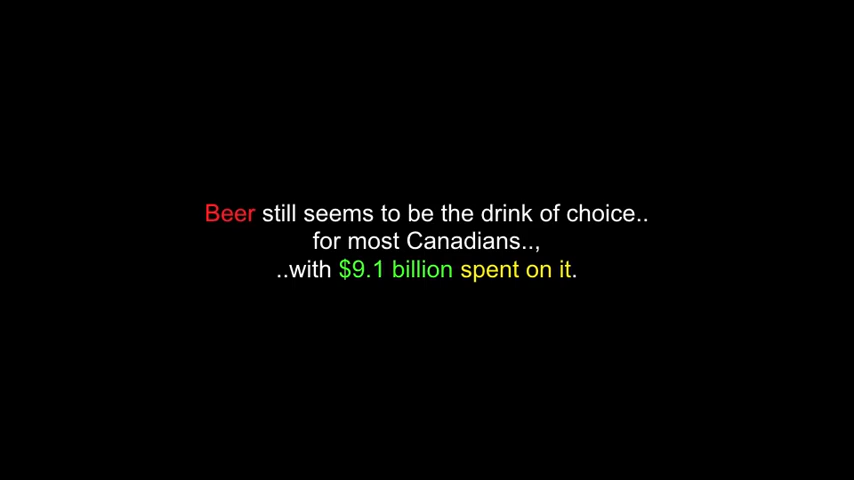 Beer still seems to be the drink of choice..
for most Canadians..,
..with $9.1 billion spent on it.